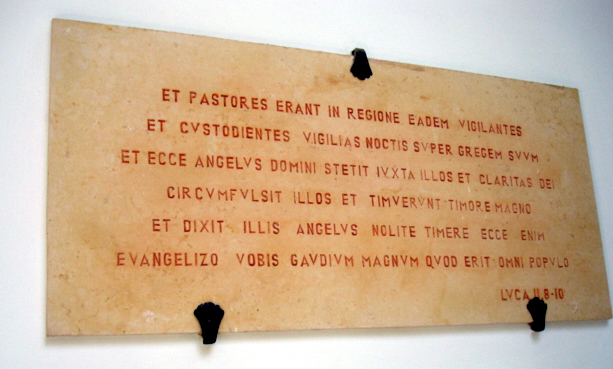 ET PASTORES ERANT IN REGIONE EADEM VIGILANTES
ET CVSTODIENTES VIGILIAS NOCTIS SVPER GREGEM SVVM
ET ECCE ANGELVS DOMINI STETIT IVXTA ILLOS ET CLARITAS DEI
CIRCVMFVLSIT ILLOS ET TIMVERVNT TIMORE MAGNO
ET DIXIT ILLIS ANGELVS NOLITE TIMERE ECCE ENIM
EVANGELIZO VOBIS GAVDIVM MAGNVM QVOD ERIT OMNI POPVLO
LVCA II,8-10